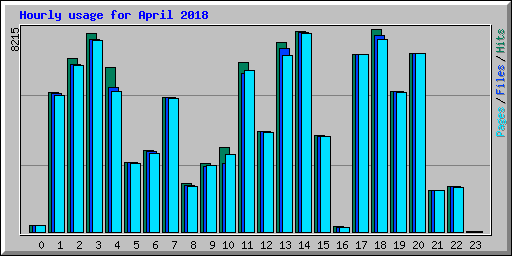 Hourly usage for April 2018
8215
Pages/Files/Hits
0 1 2 3 4 5 6 7 8 9 10 11 12 13 14 15 16 17 18 19 20 21 22 23